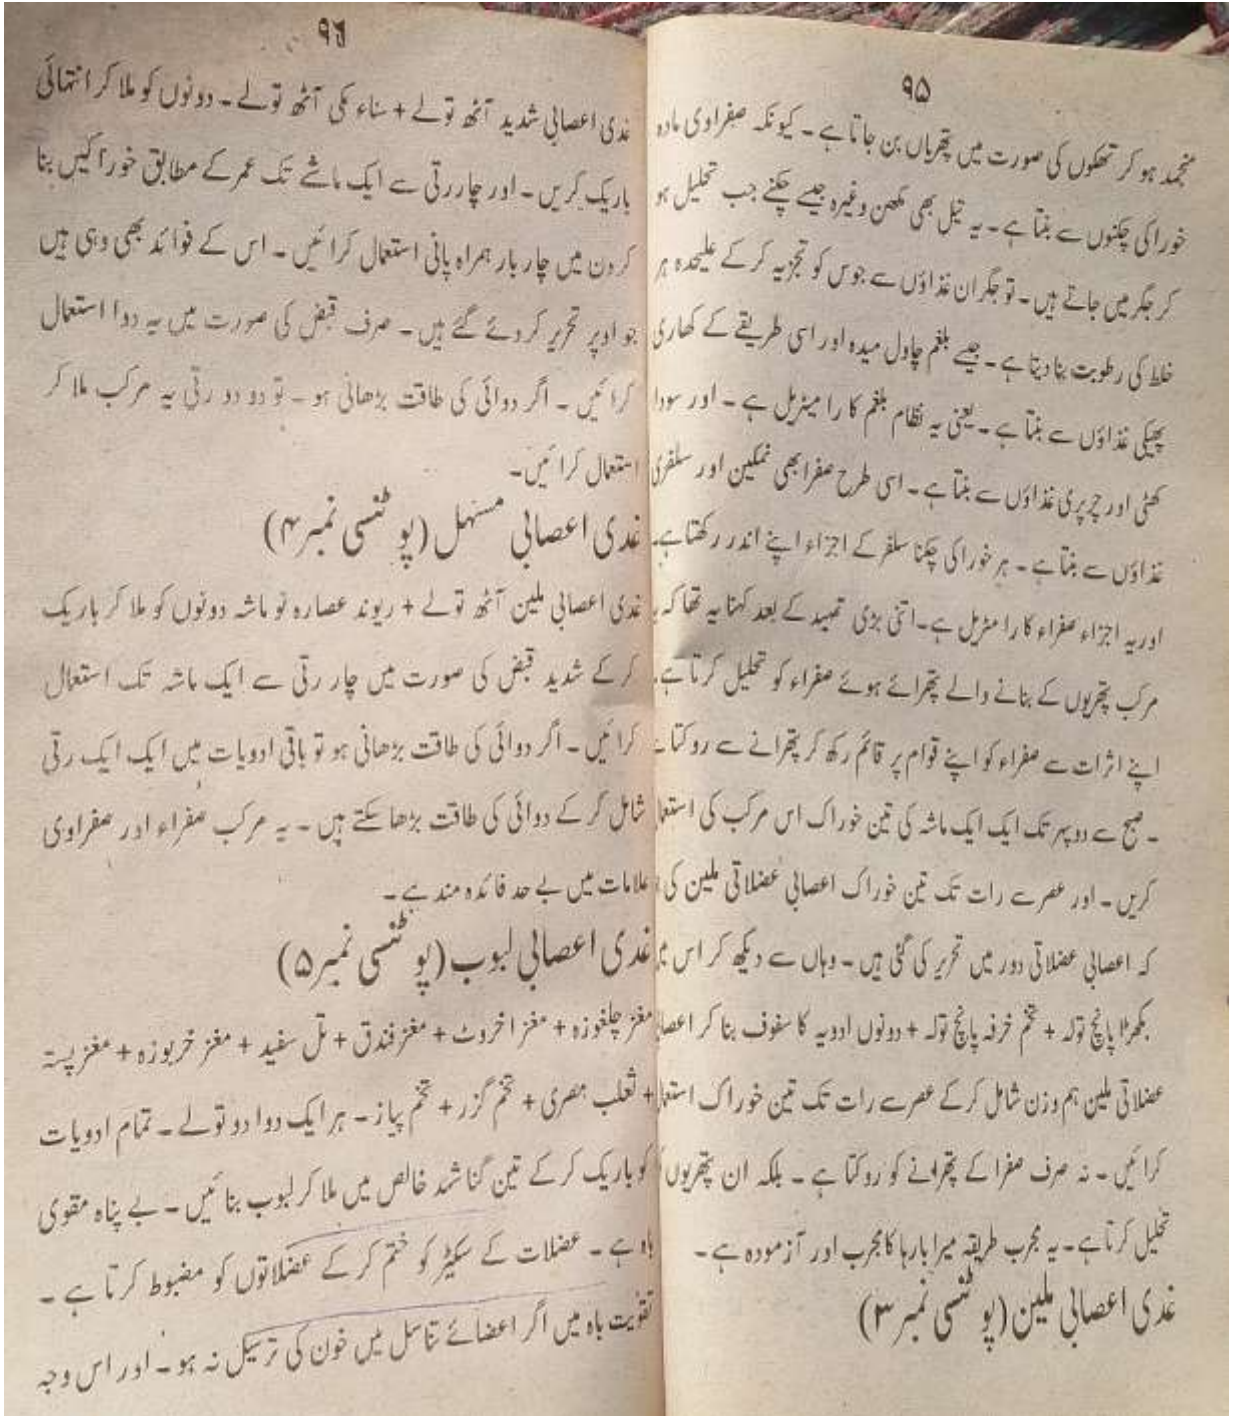 ۹۵
منجمد ہو کر تھکوں کی صورت میں پتھریاں بن جاتا ہے۔ کیونکہ صفراوی مادہ
خوراکی چکنوں سے بنتا ہے۔ یہ تیل بھی مکھن وغیرہ جیسے چکنے جب تحلیل ہو
کر جگر میں جاتے ہیں۔ تو جگر ان غذاؤں سے جوس کو تجزیہ کر کے علیحدہ ہر
خلط کی رطوبت بنا دیتا ہے۔ جیسے بلغم چاول میدہ اور اسی طریقے کے کھاری
پھیکی غذاؤں سے بنتا ہے۔ یعنی یہ نظام بلغم کا را میٹریل ہے۔ اور سودا
کھٹی اور چرپری غذاؤں سے بنتا ہے۔ اسی طرح صفرا بھی نمکین اور سلفری
غذاؤں سے بنتا ہے۔ ہر خوراکی چکنا سلفر کے اجزاء اپنے اندر رکھتا ہے۔
اور یہ اجزاء صفراء کا را مٹریل ہے۔ اتنی بڑی تمہید کے بعد کہنا یہ تھا کہ
مرکب پتھریوں کے بنانے والے پتھرائے ہوئے صفراء کو تحلیل کرتا ہے۔
اپنے اثرات سے صفراء کو اپنے قوام پر قائم رکھ کر پتھرانے سے روکتا
۔ صبح سے دوپہر تک ایک ایک ماشہ کی تین خوراک اس مرکب کی
کریں۔ اور عصر سے رات تک تین خوراک اعصابی عضلاتی ملین کی
کہ اعصابی عضلاتی دور میں تحریر کی گئی ہیں۔ وہاں سے دیکھ کر اس
بکھڑا پانچ تولہ + تخم خرفہ پانچ تولہ + دونوں ادویہ کا سفوف بنا کر
عضلاتی ملین ہم وزن شامل کر کے عصر سے رات تک تین خوراک
کرائیں۔ نہ صرف صفرا کے پتھرانے کو روکتا ہے۔ بلکہ ان پتھریوں
تحلیل کرتا ہے۔ یہ مجرب طریقہ میرا بارہا کا مجرب اور آزمودہ ہے۔
غدی اعصابی ملین (پوٹنسی نمبر ۳)
۹۶
غدی اعصابی شدید آٹھ تولے + سناء مکی آٹھ تولے۔ دونوں کو ملا کر انتہائی
باریک کریں۔ اور چار رتی سے ایک ماشے تک عمر کے مطابق خوراکیں بنا
کر دن میں چار بار ہمراہ پانی استعمال کرائیں۔ اس کے فوائد بھی وہی ہیں
جو اوپر تحریر کر دئے گئے ہیں۔ صرف قبض کی صورت میں یہ دوا استعمال
کرائیں۔ اگر دوائی کی طاقت بڑھانی ہو۔ تو دو دو رتی یہ مرکب ملا کر
استعمال کرائیں۔
غدی اعصابی مسہل (پوٹنسی نمبر ۴)
غدی اعصابی ملین آٹھ تولے + ریوند عصارہ نو ماشہ دونوں کو ملا کر باریک
کر کے شدید قبض کی صورت میں چار رتی سے ایک ماشہ تک استعمال
کرائیں۔ اگر دوائی کی طاقت بڑھانی ہو تو باقی ادویات میں ایک ایک رتی
شامل کر کے دوائی کی طاقت بڑھا سکتے ہیں۔ یہ مرکب صفراء اور صفراوی
علامات میں بے حد فائدہ مند ہے۔
غدی اعصابی لبوب (پوٹنسی نمبر ۵)
مغز چلغوزہ + مغز اخروٹ + مغز فندق + تل سفید + مغز خربوزہ + مغز پستہ
+ ثعلب مصری + تخم گزر + تخم پیاز۔ ہر ایک دوا دو تولے۔ تمام ادویات
کو باریک کر کے تین گنا شہد خالص میں ملا کر لبوب بنائیں۔ بے پناہ مقوی
باہ ہے۔ عضلات کے سکیڑ کو ختم کر کے عضلاتوں کو مضبوط کرتا ہے۔
تقویت باہ میں اگر اعضائے تناسل میں خون کی ترسیل نہ ہو۔ اور اس وجہ